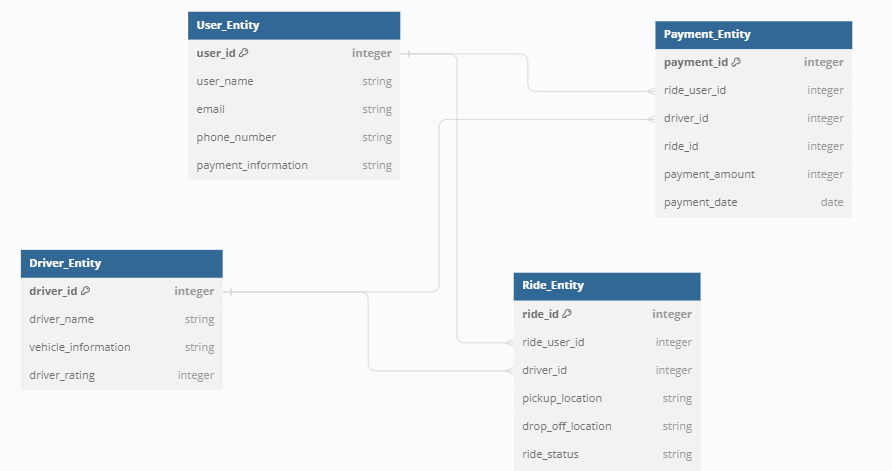 User_Entity
user_id integer
user_name string
email string
phone_number string
payment_information string
Payment_Entity
payment_id integer
ride_user_id integer
driver_id integer
ride_id integer
payment_amount integer
payment_date date
Driver_Entity
driver_id integer
driver_name string
vehicle_information string
driver_rating integer
Ride_Entity
ride_id integer
ride_user_id integer
driver_id integer
pickup_location string
drop_off_location string
ride_status string